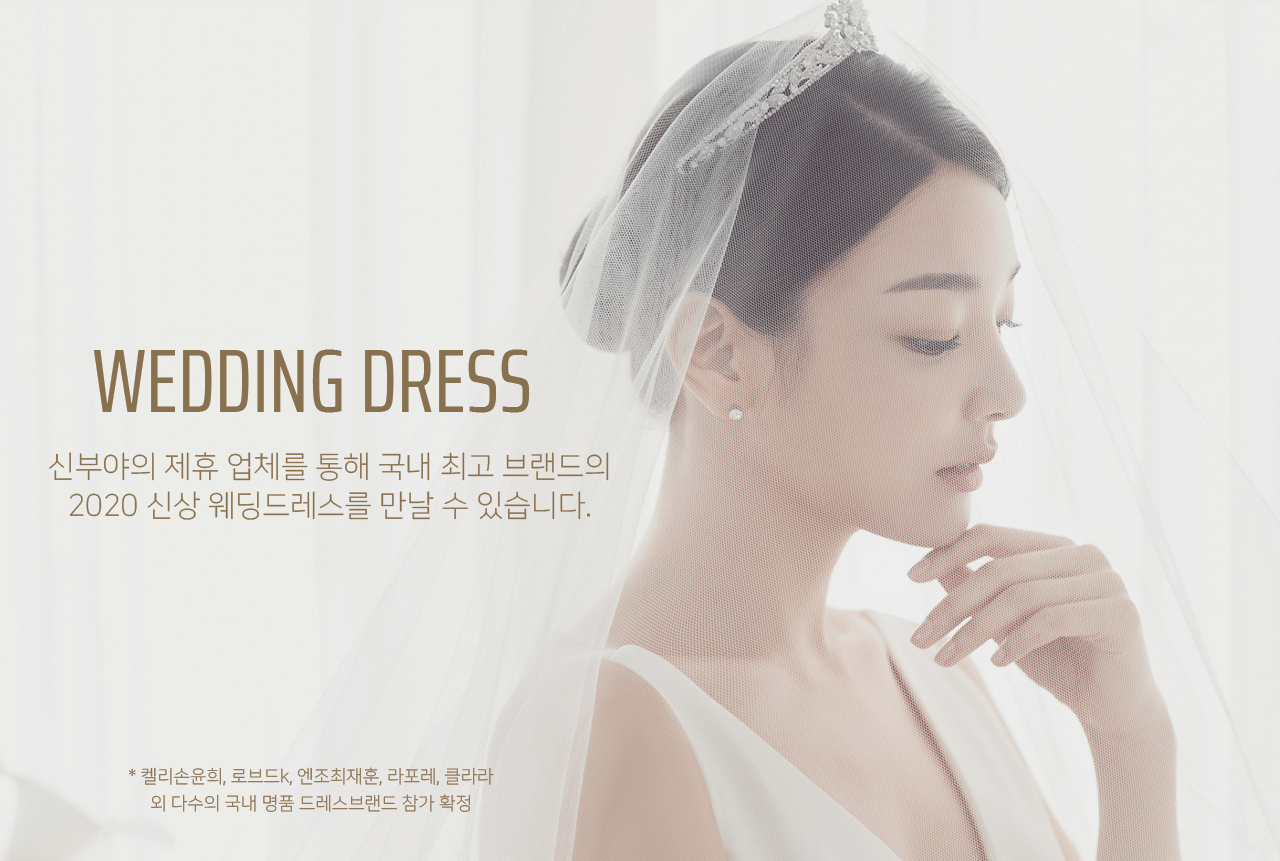 WEDDING DRESS
신부야의 제휴 업체를 통해 국내 최고 브랜드의
2020 신상 웨딩드레스를 만날 수 있습니다.
* 켈리손윤희, 로브드k, 엔조최재훈, 라포레, 클라라
외 다수의 국내 명품 드레스브랜드 참가 확정